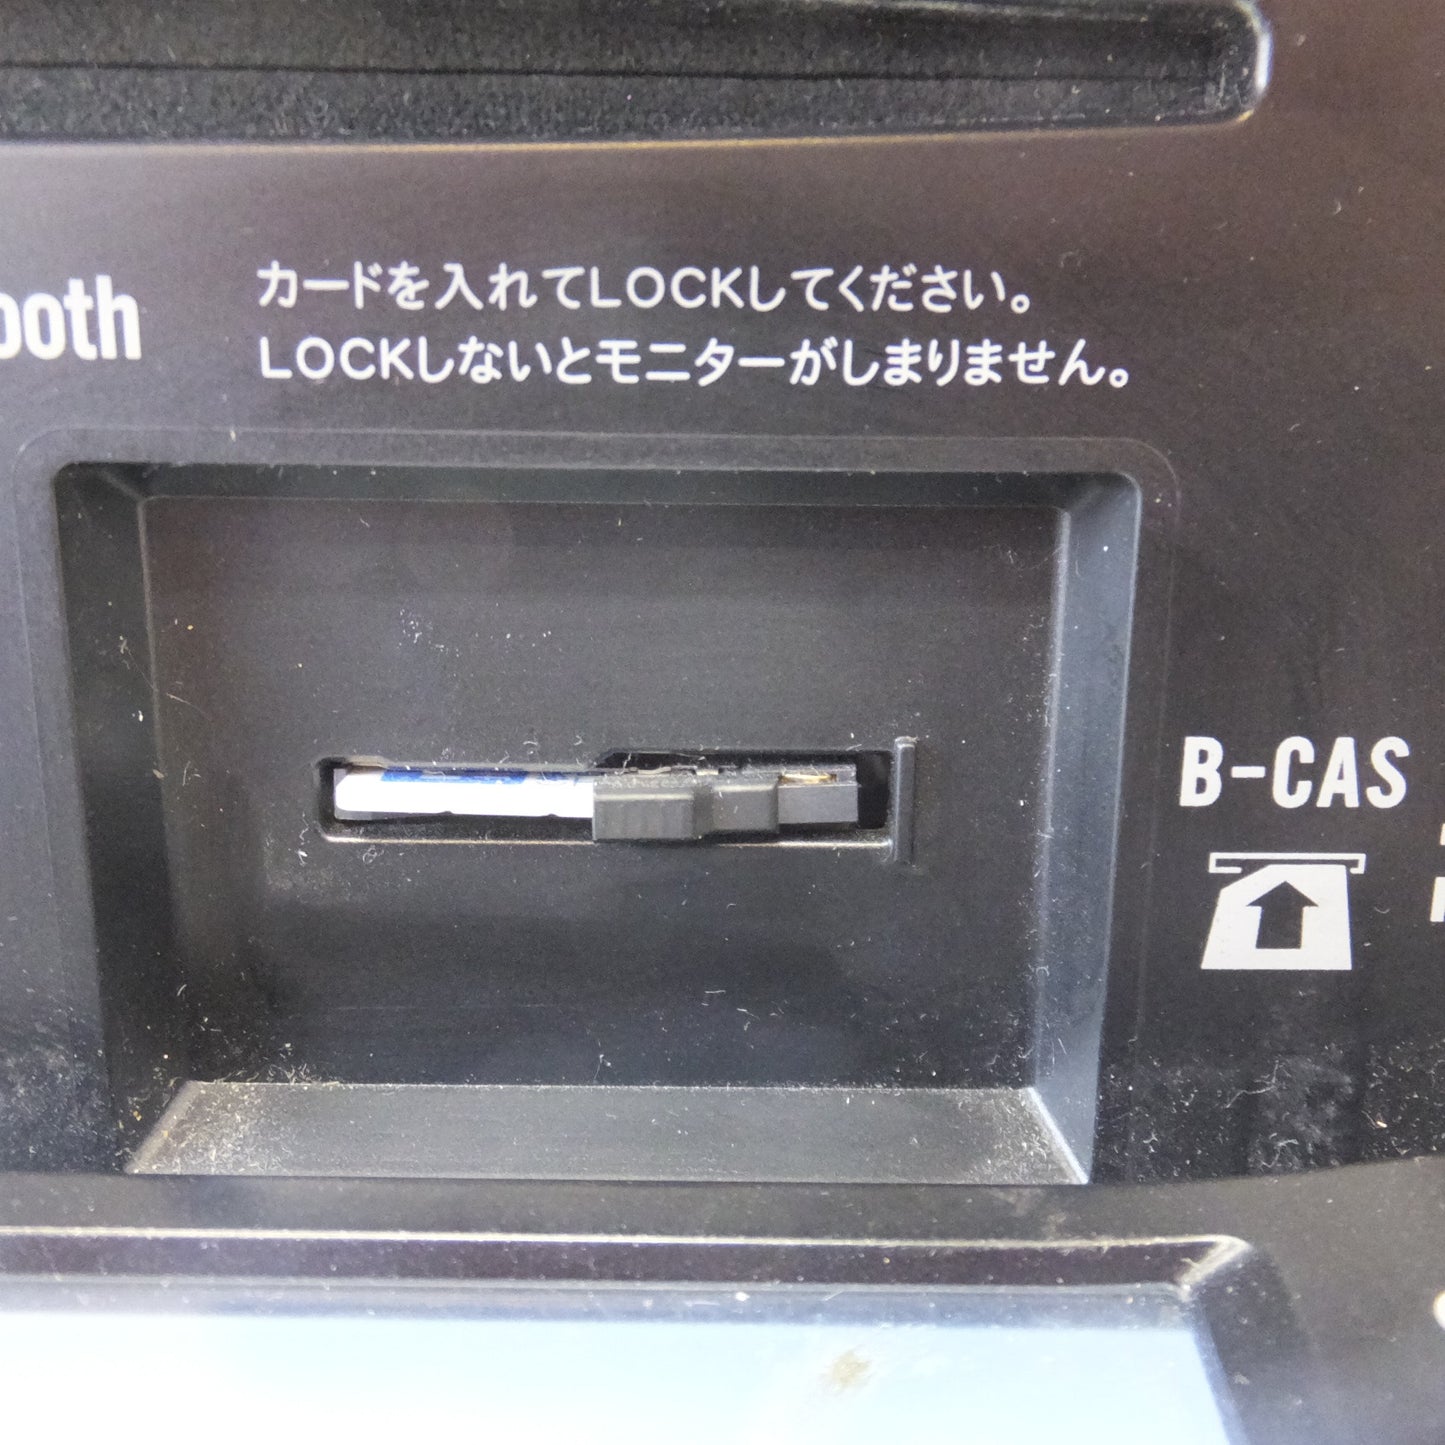 カードを入れてLOCKしてください。
LOCKしないとモニターがしまりません。
ooth
B-CAS